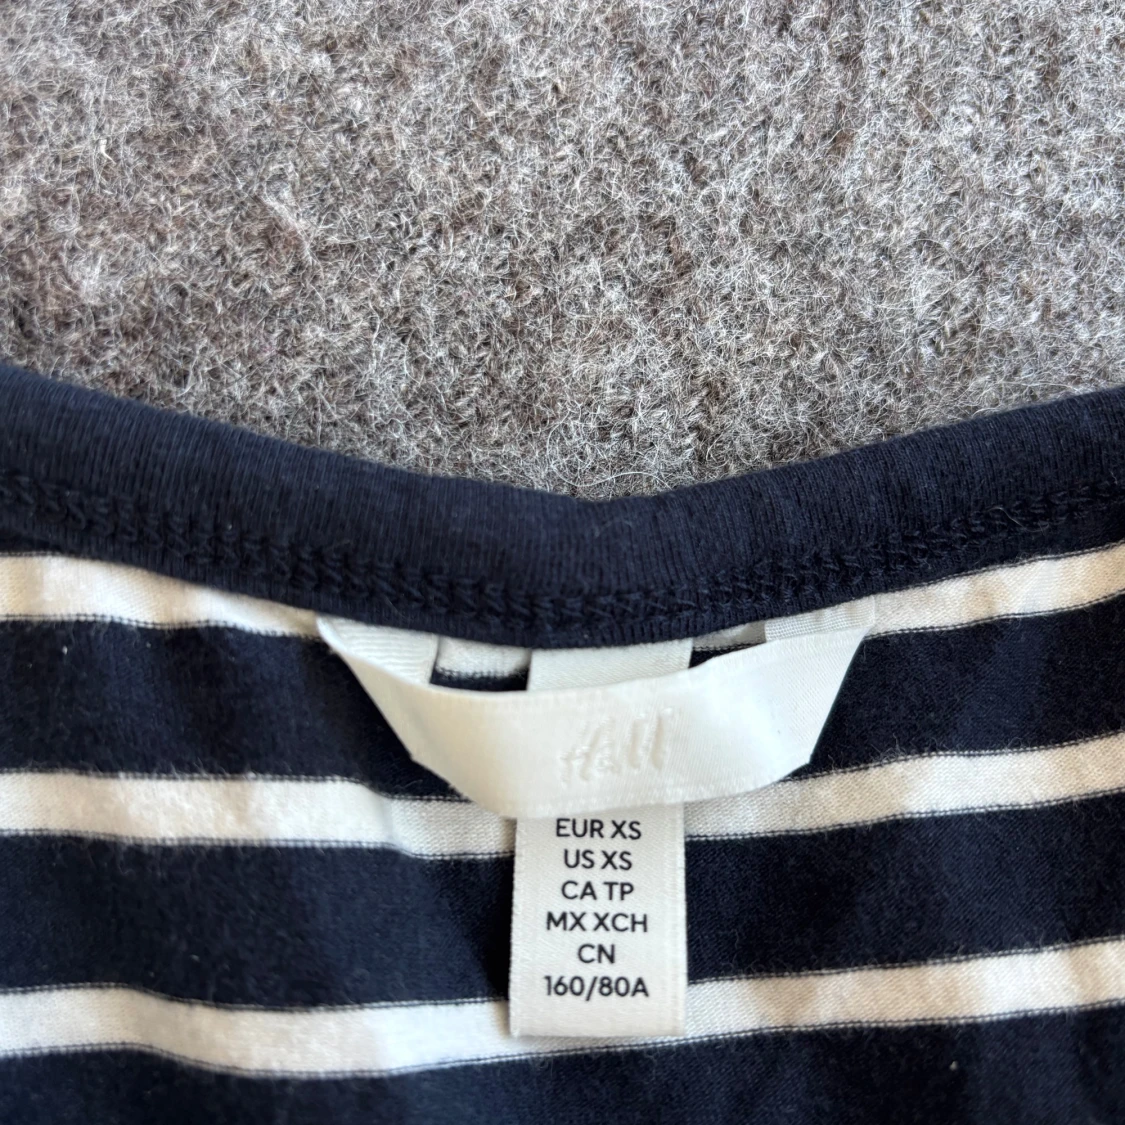 H&M
EUR XS
US XS
CA TP
MX XCH
CN
160/80A